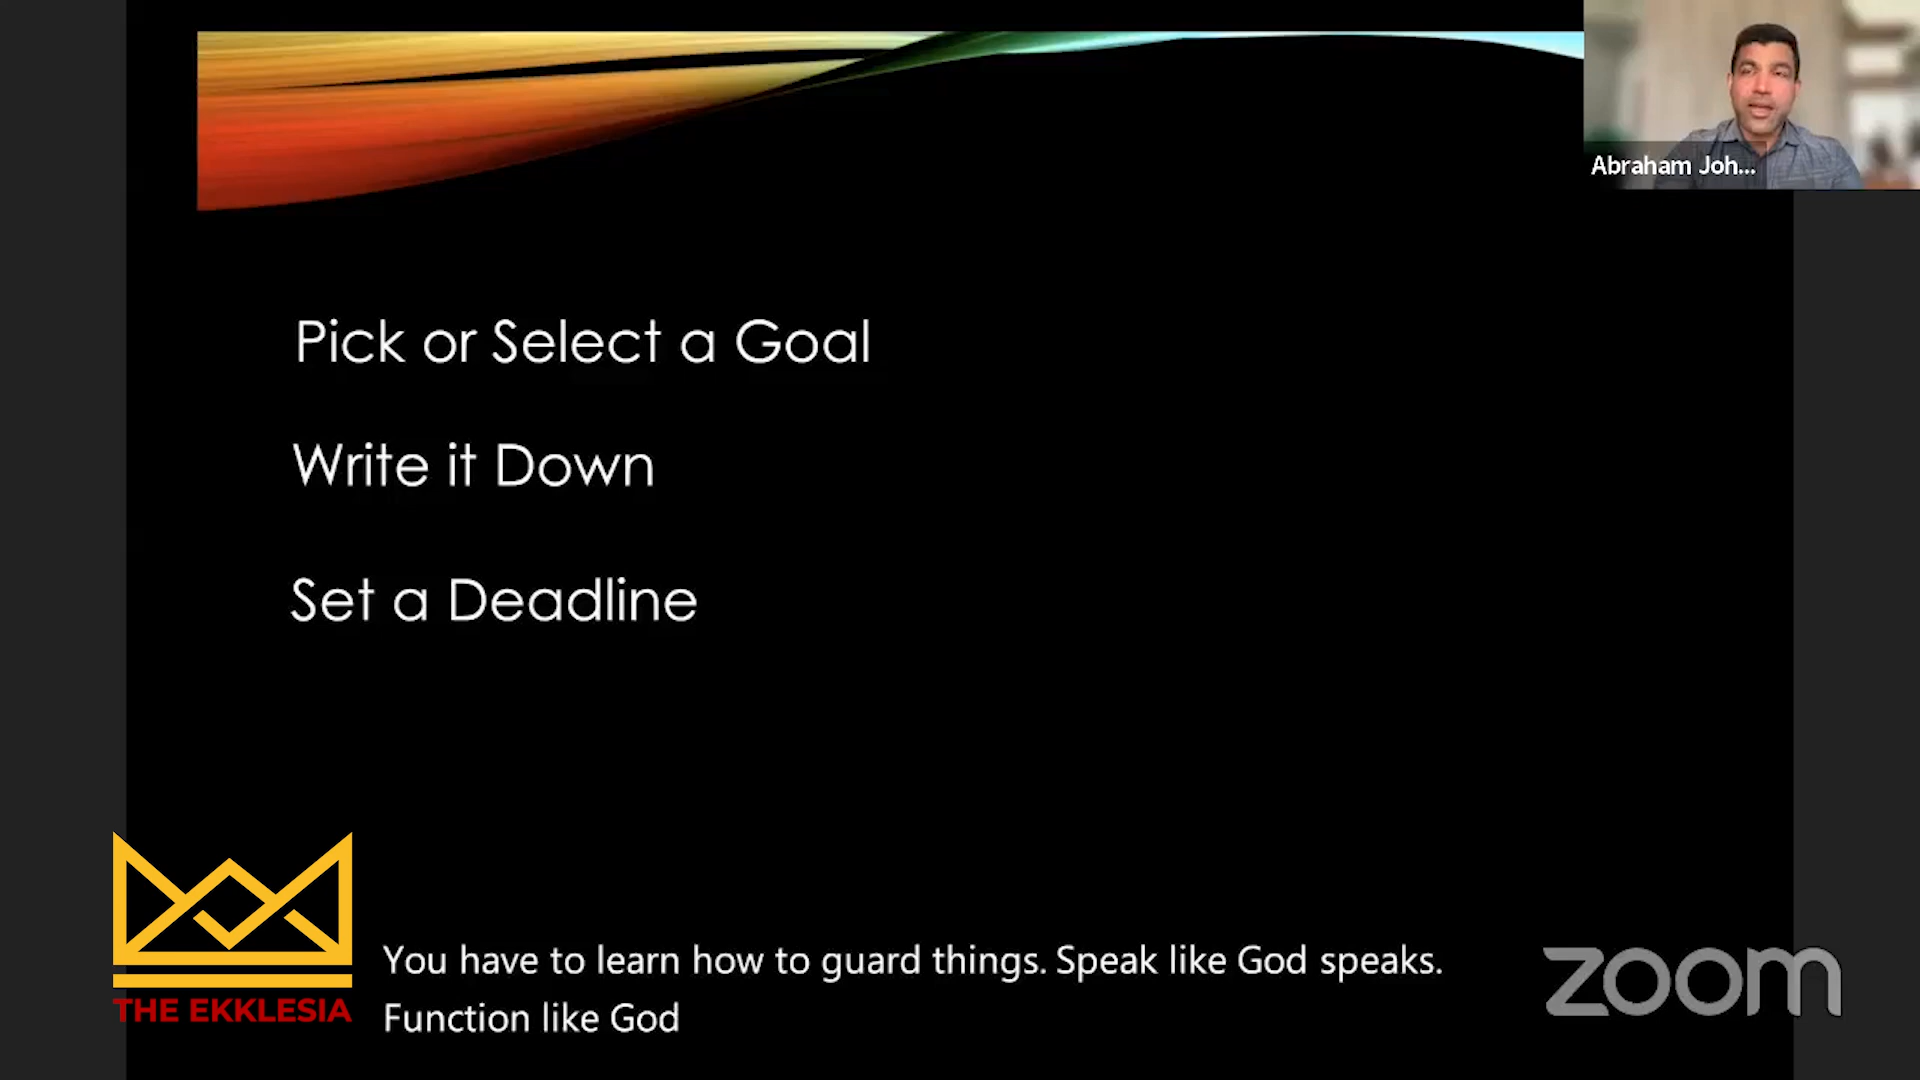 Abraham Joh...
Pick or Select a Goal
Write it Down
Set a Deadline
THE EKKLESIA
You have to learn how to guard things. Speak like God speaks.
Function like God
zoom